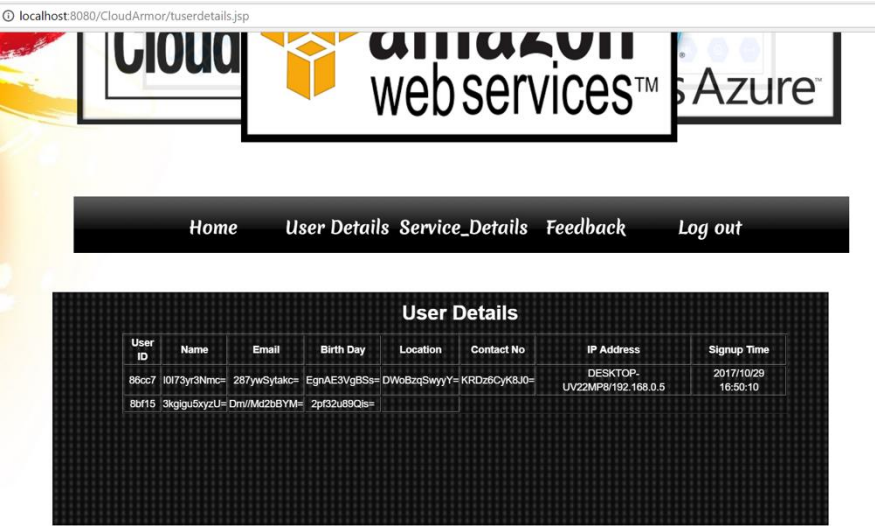 localhost:8080/CloudArmor/tuserdetails.jsp
Cloud
amazon
web services™
s Azure™
Home User Details Service_Details Feedback Log out
User Details
User ID Name Email Birth Day Location Contact No IP Address Signup Time
86cc7 I0I73yr3Nmc= 287ywSytakc= EgnAE3VgBSs= DWoBzqSwyyY= KRDz6CyK8J0= DESKTOP-UV22MP8/192.168.0.5 2017/10/29 16:50:10
8bf15 3kgigu5xyzU= Dm//Md2bBYM= 2pf32u89Qis=